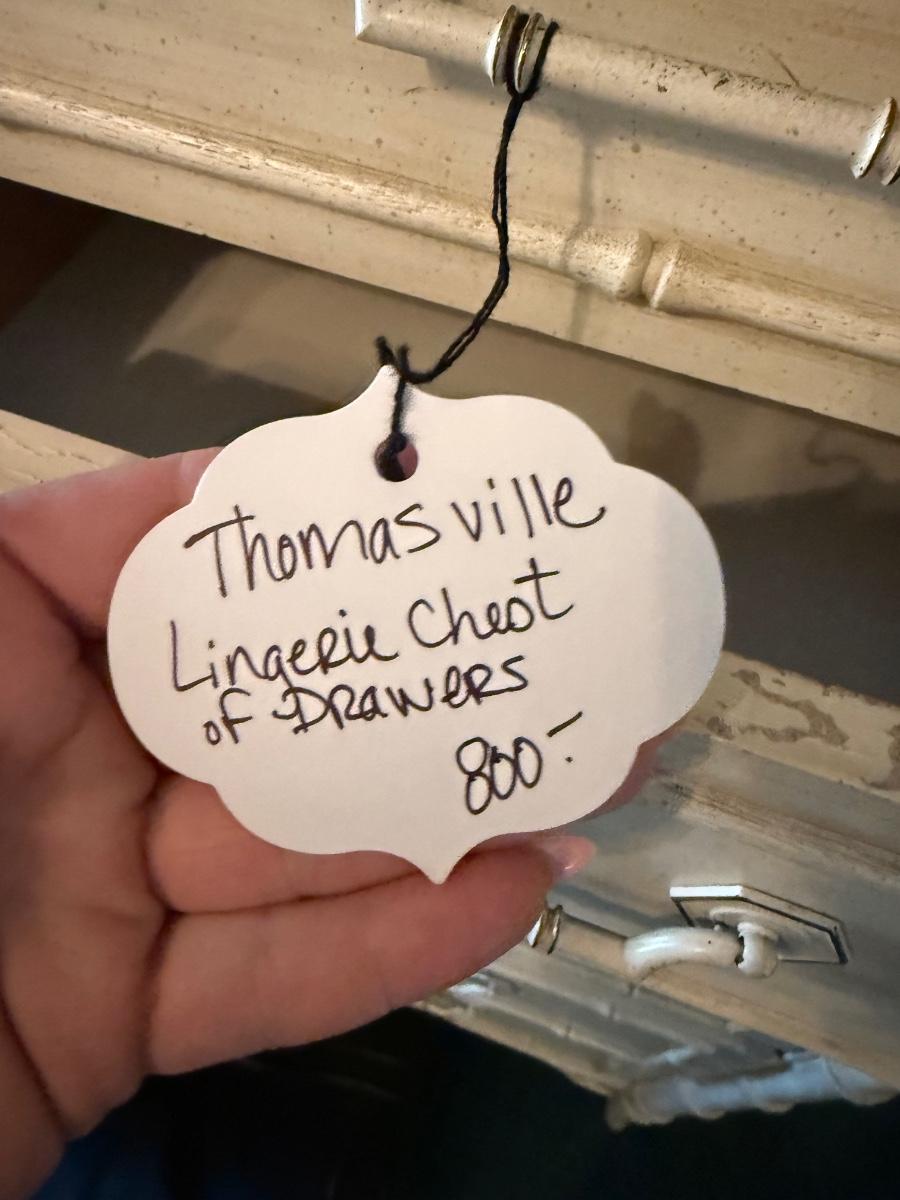 Thomasville
Lingerie Chest
of Drawers
800-